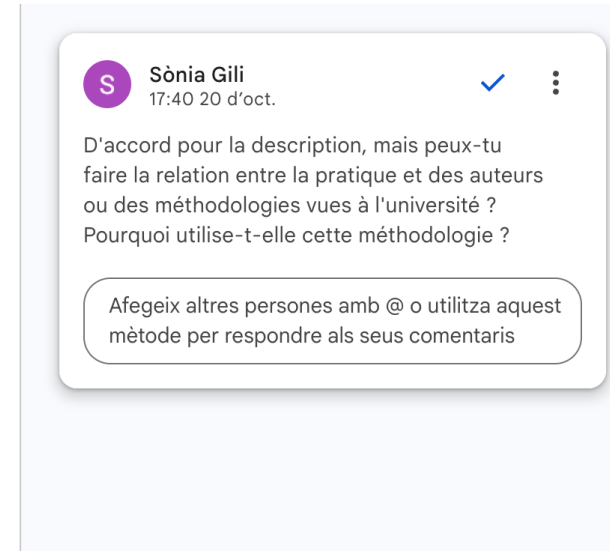 S
Sònia Gili
17:40 20 d’oct.
D'accord pour la description, mais peux-tu
faire la relation entre la pratique et des auteurs
ou des méthodologies vues à l'université ?
Pourquoi utilise-t-elle cette méthodologie ?
Afegeix altres persones amb @ o utilitza aquest
mètode per respondre als seus comentaris